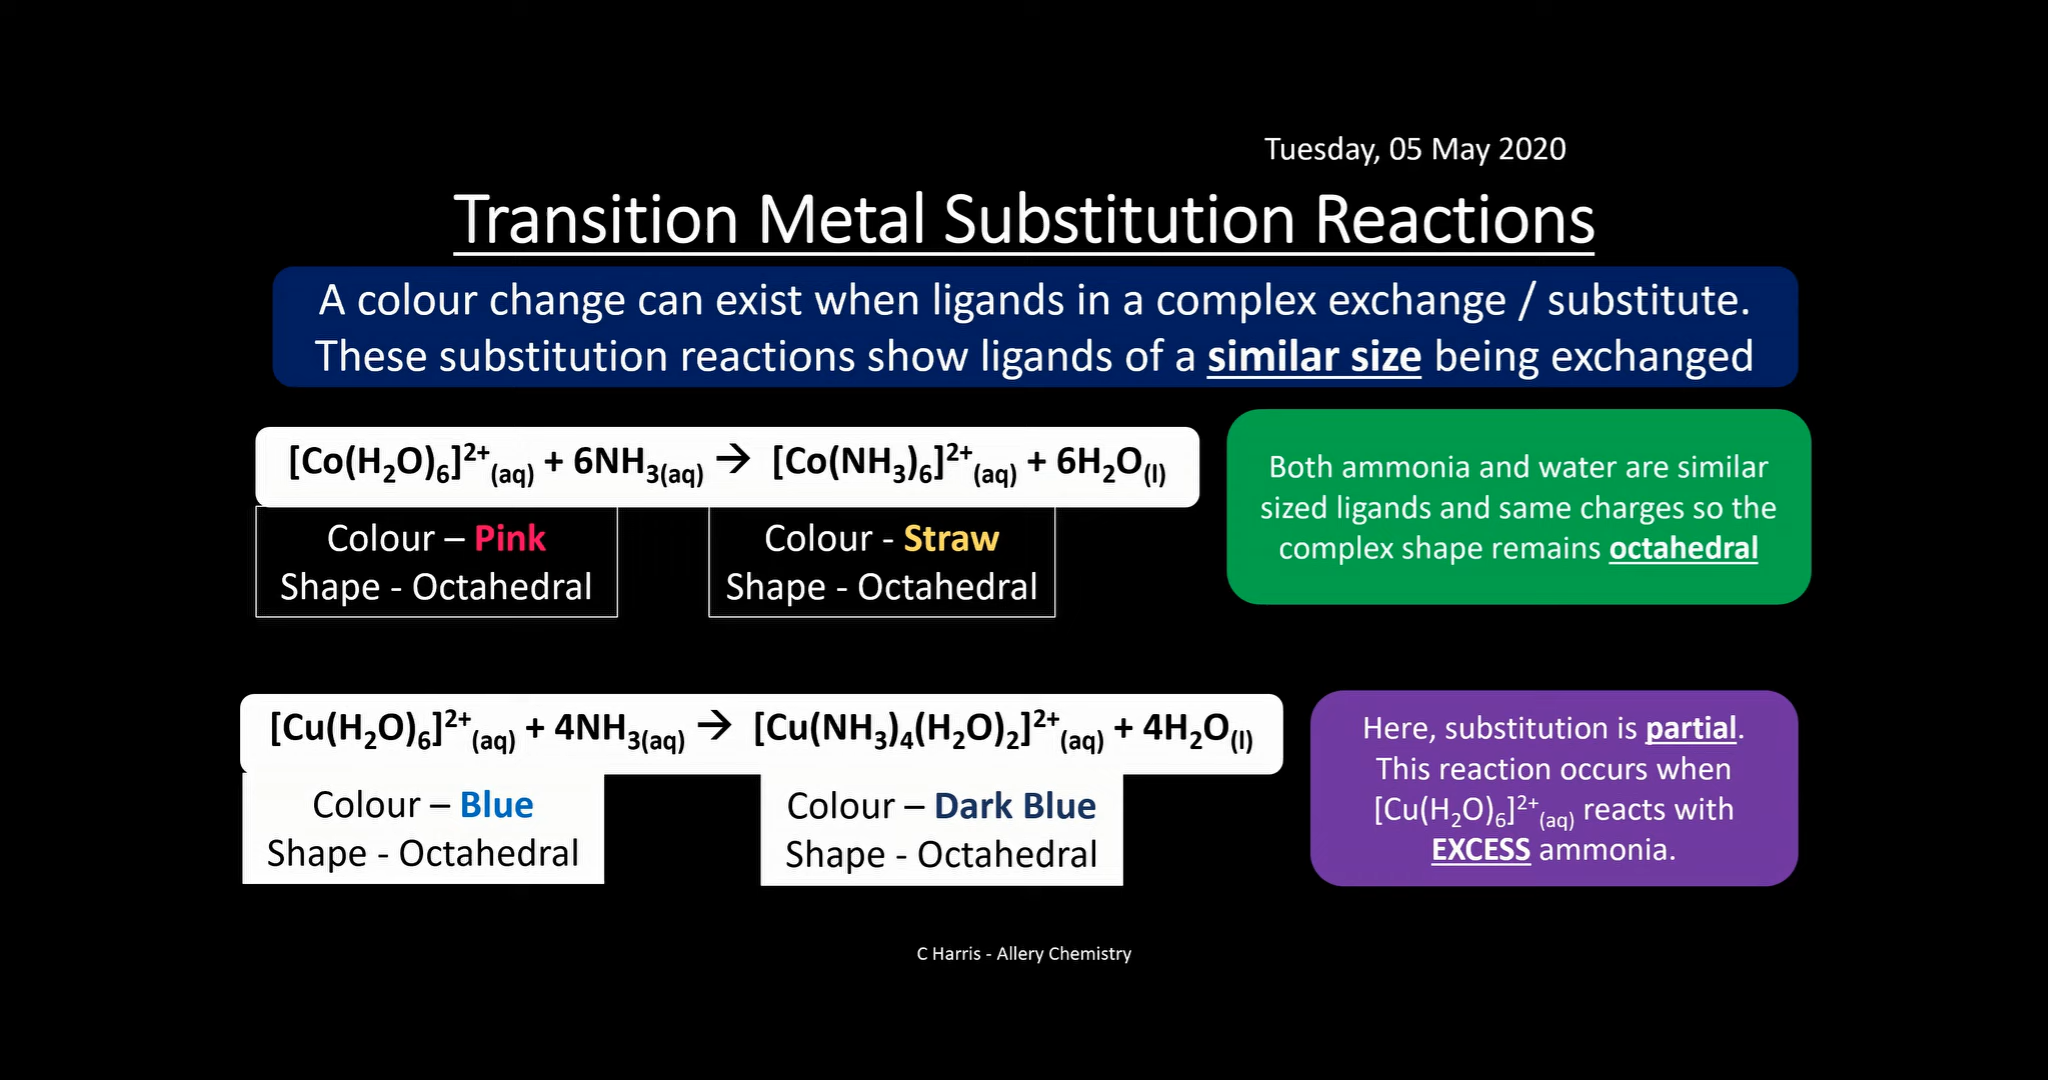 Tuesday, 05 May 2020
Transition Metal Substitution Reactions
A colour change can exist when ligands in a complex exchange / substitute.
These substitution reactions show ligands of a similar size being exchanged
[Co(H₂O)₆]²⁺(aq) + 6NH₃(aq) → [Co(NH₃)₆]²⁺(aq) + 6H₂O(l)
Colour – Pink
Shape - Octahedral
Colour - Straw
Shape - Octahedral
Both ammonia and water are similar
sized ligands and same charges so the
complex shape remains octahedral
[Cu(H₂O)₆]²⁺(aq) + 4NH₃(aq) → [Cu(NH₃)₄(H₂O)₂]²⁺(aq) + 4H₂O(l)
Colour – Blue
Shape - Octahedral
Colour – Dark Blue
Shape - Octahedral
Here, substitution is partial.
This reaction occurs when
[Cu(H₂O)₆]²⁺(aq) reacts with
EXCESS ammonia.
C Harris - Allery Chemistry